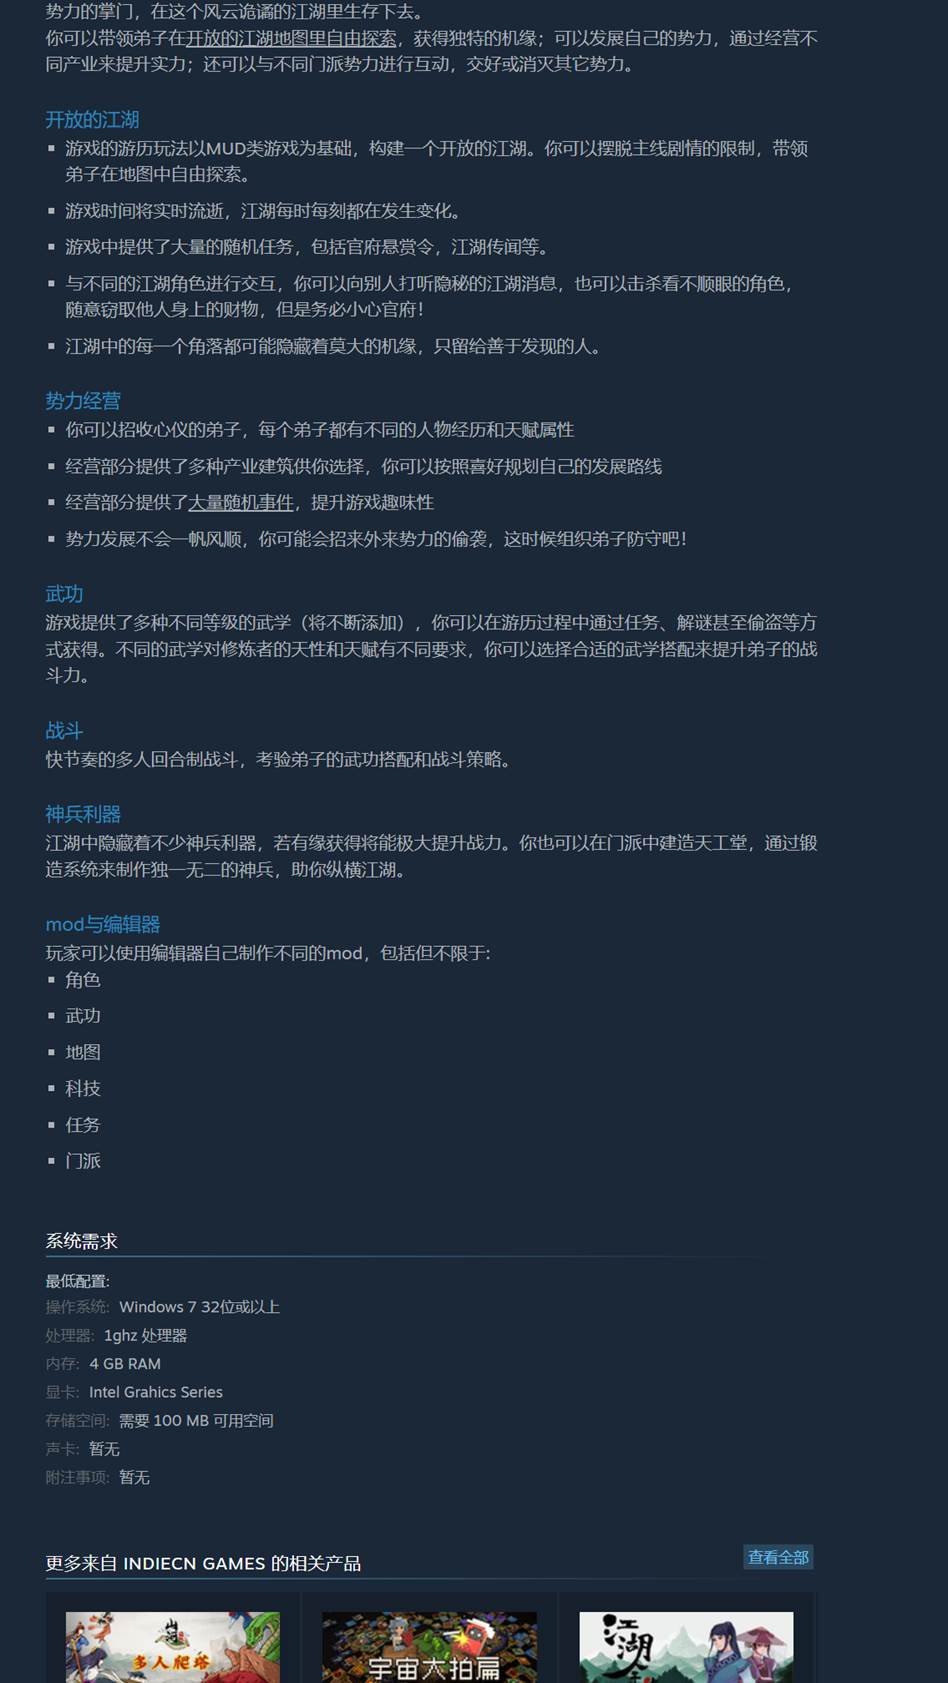 势力的掌门，在这个风云诡谲的江湖里生存下去。
你可以带领弟子在开放的江湖地图里自由探索，获得独特的机缘；可以发展自己的势力，通过经营不
同产业来提升实力；还可以与不同门派势力进行互动，交好或消灭其它势力。
开放的江湖
游戏的游历玩法以MUD类游戏为基础，构建一个开放的江湖。你可以摆脱主线剧情的限制，带领
弟子在地图中自由探索。
游戏时间将实时流逝，江湖每时每刻都在发生变化。
游戏中提供了大量的随机任务，包括官府悬赏令，江湖传闻等。
与不同的江湖角色进行交互，你可以向别人打听隐秘的江湖消息，也可以击杀看不顺眼的角色，
随意窃取他人身上的财物，但是务必小心官府！
江湖中的每一个角落都可能隐藏着莫大的机缘，只留给善于发现的人。
势力经营
你可以招收心仪的弟子，每个弟子都有不同的人物经历和天赋属性
经营部分提供了多种产业建筑供你选择，你可以按照喜好规划自己的发展路线
经营部分提供了大量随机事件，提升游戏趣味性
势力发展不会一帆风顺，你可能会招来外来势力的偷袭，这时候组织弟子防守吧！
武功
游戏提供了多种不同等级的武学（将不断添加），你可以在游历过程中通过任务、解谜甚至偷盗等方
式获得。不同的武学对修炼者的天性和天赋有不同要求，你可以选择合适的武学搭配来提升弟子的战
斗力。
战斗
快节奏的多人回合制战斗，考验弟子的武功搭配和战斗策略。
神兵利器
江湖中隐藏着不少神兵利器，若有缘获得将能极大提升战力。你也可以在门派中建造天工堂，通过锻
造系统来制作独一无二的神兵，助你纵横江湖。
mod与编辑器
玩家可以使用编辑器自己制作不同的mod，包括但不限于:
角色
武功
地图
科技
任务
门派
系统需求
最低配置:
操作系统: Windows 7 32位或以上
处理器: 1ghz 处理器
内存: 4 GB RAM
显卡: Intel Grahics Series
存储空间: 需要 100 MB 可用空间
声卡: 暂无
附注事项: 暂无
更多来自 INDIECN GAMES 的相关产品
查看全部
山河
多人爬塔
宇宙大拍扁
江湖